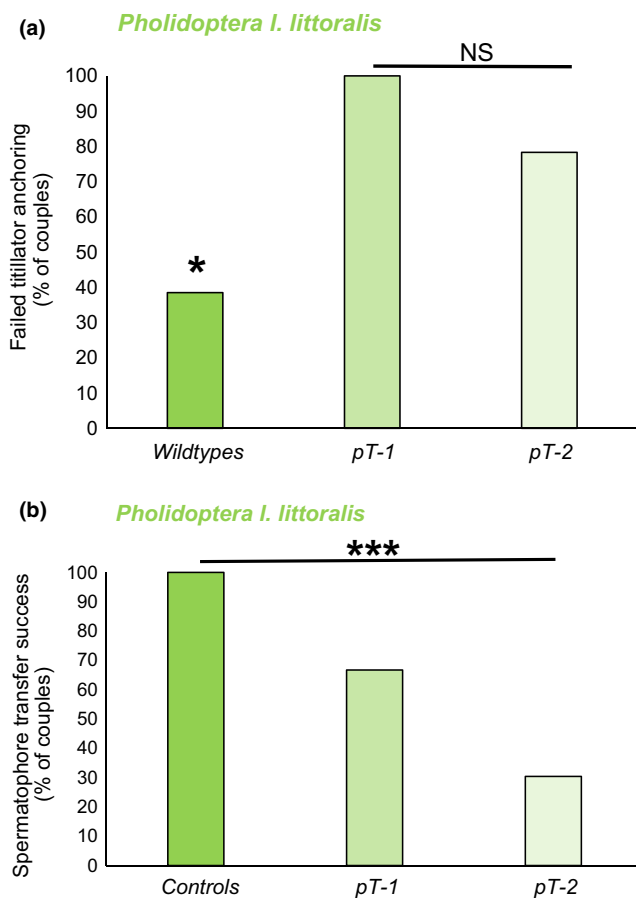 (a)
Pholidoptera l. littoralis
Failed titillator anchoring
(% of couples)
100
90
80
70
60
50
40
30
20
10
0
*
NS
Wildtypes
pT-1
pT-2
(b)
Pholidoptera l. littoralis
Spermatophore transfer success
(% of couples)
100
90
80
70
60
50
40
30
20
10
0
***
Controls
pT-1
pT-2